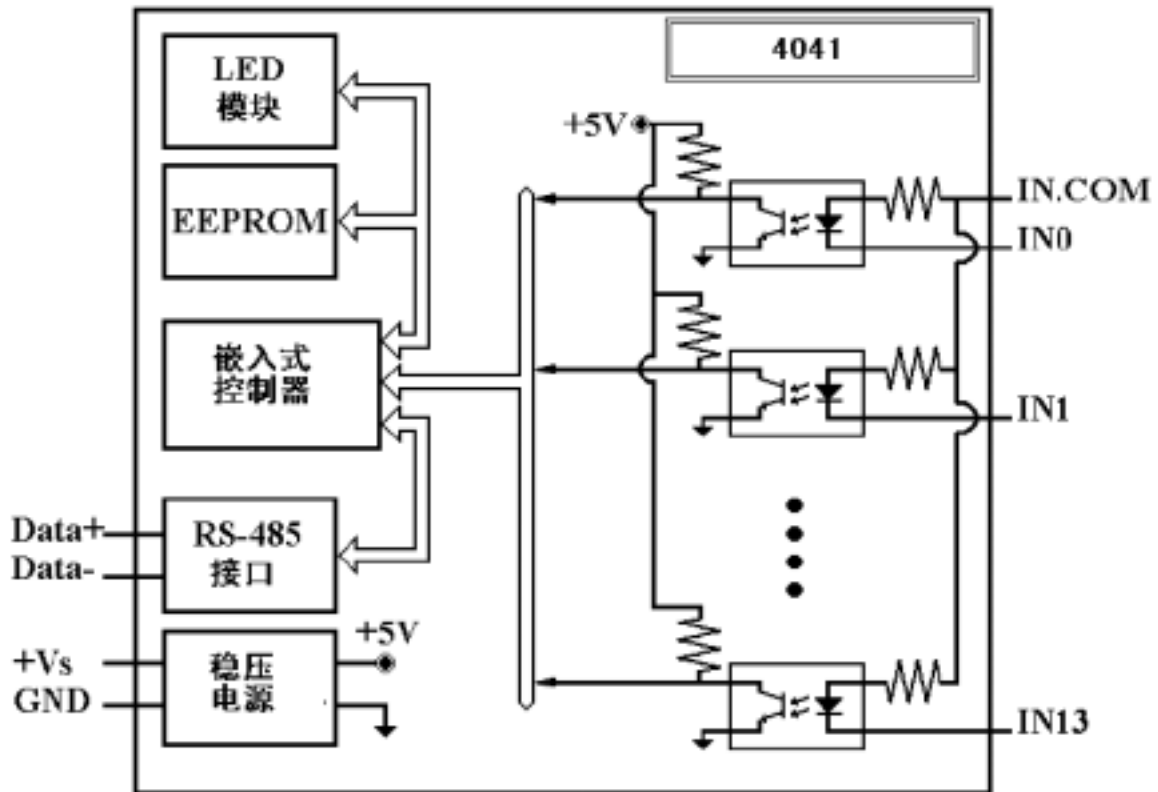 4041
LED
模块
EEPROM
嵌入式
控制器
RS-485
接口
稳压
电源
Data+
Data-
+Vs
GND
+5V
+5V
IN.COM
IN0
IN1
IN13